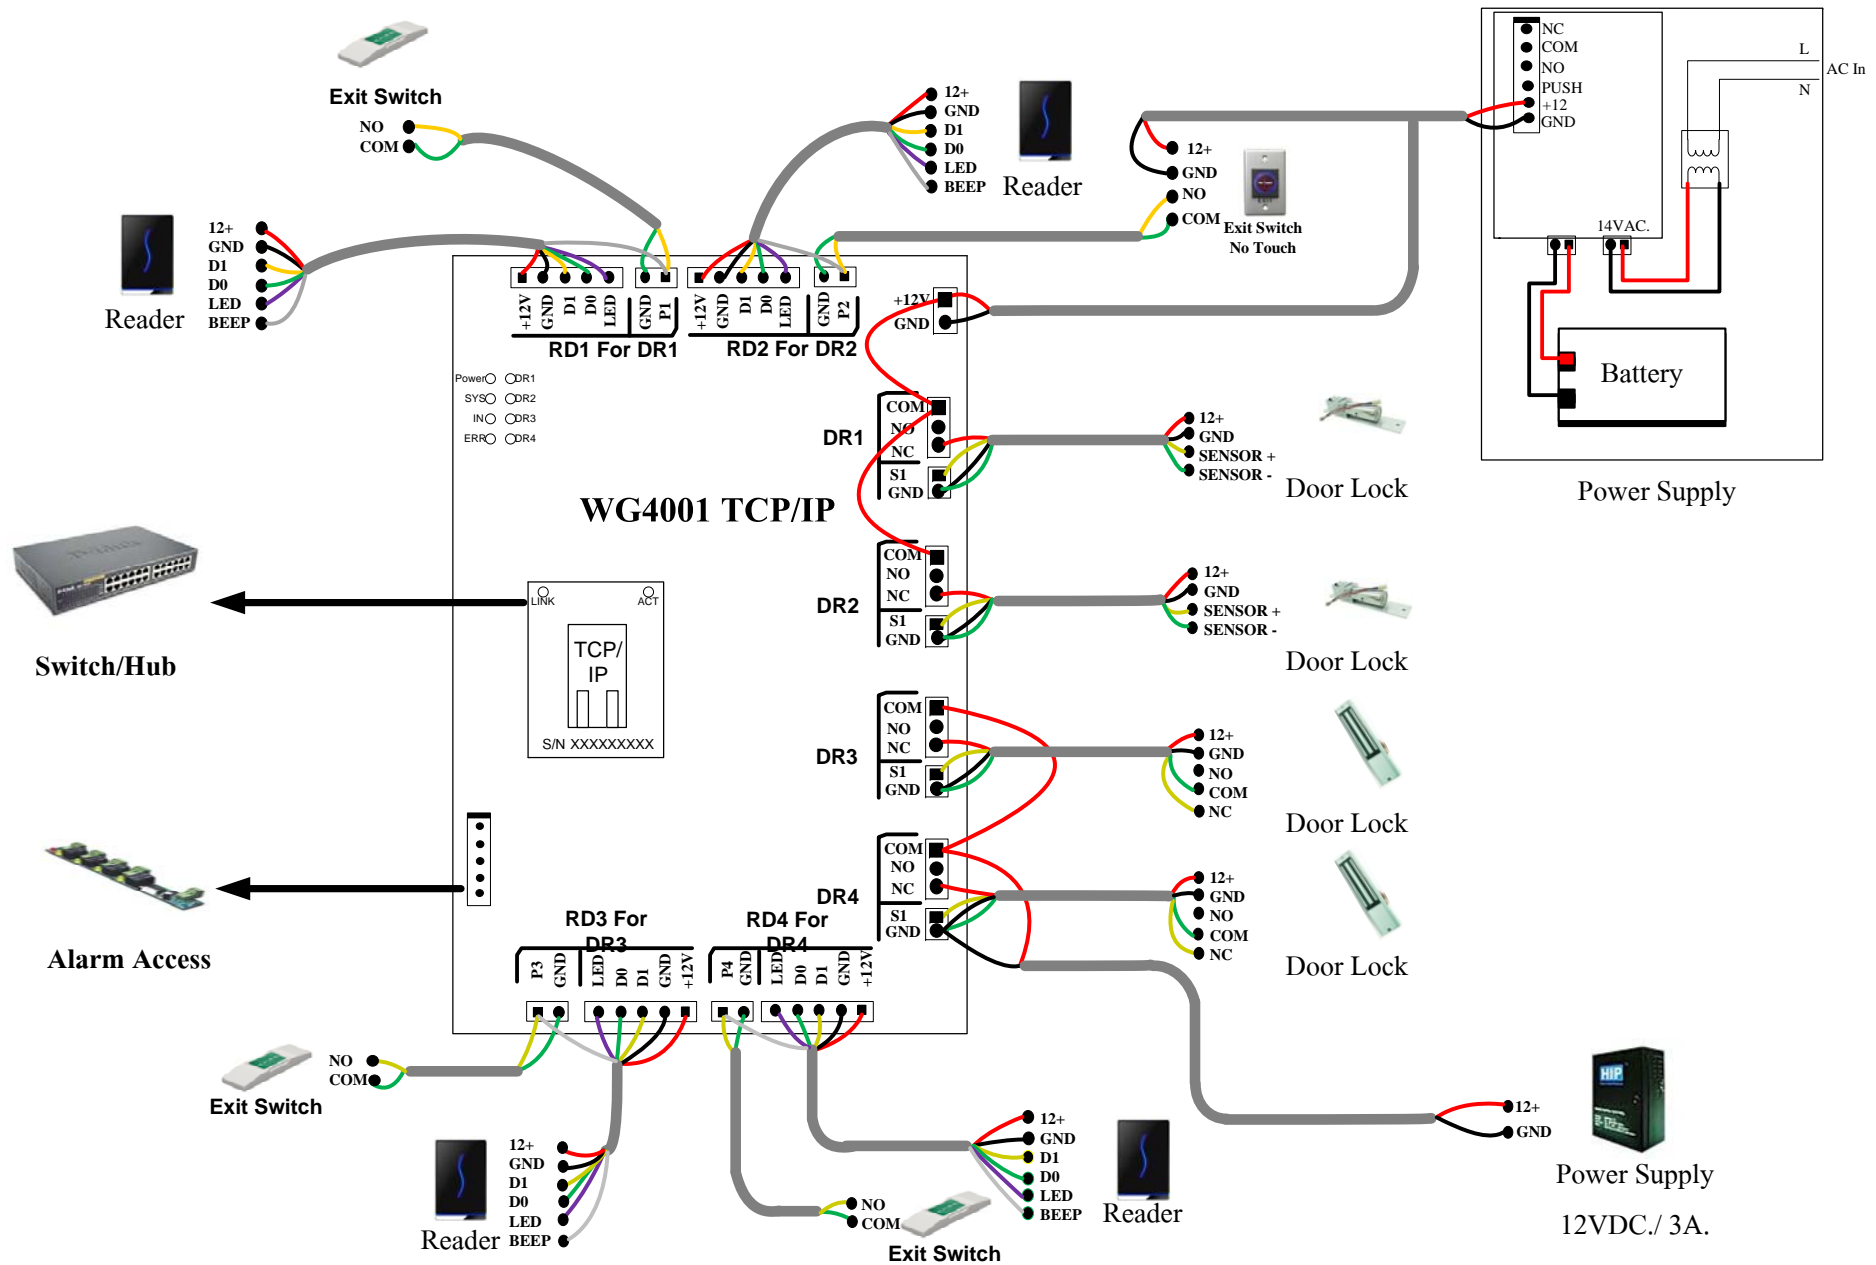 Exit Switch
NO
COM
12+
GND
D1
D0
LED
BEEP
Reader
12+
GND
D1
D0
LED
BEEP
Reader
12+
GND
NO
COM
EXIT
Exit Switch
No Touch
NC
COM
NO
PUSH
+12
GND
L
N
AC In
14VAC.
Battery
Power Supply
+12V
GND
D1
D0
LED
GND
P1
RD1 For DR1
+12V
GND
D1
D0
LED
GND
P2
RD2 For DR2
+12V
GND
Power DR1
SYS DR2
IN DR3
ERR DR4
WG4001 TCP/IP
DR1
COM
NO
NC
S1
GND
12+
GND
SENSOR +
SENSOR -
Door Lock
DR2
COM
NO
NC
S1
GND
12+
GND
SENSOR +
SENSOR -
Door Lock
DR3
COM
NO
NC
S1
GND
12+
GND
NO
COM
NC
Door Lock
DR4
COM
NO
NC
S1
GND
12+
GND
NO
COM
NC
Door Lock
LINK
ACT
TCP/
IP
S/N XXXXXXXXX
Switch/Hub
Alarm Access
RD3 For
DR3
P3
GND
LED
D0
D1
GND
+12V
RD4 For
DR4
P4
GND
LED
D0
D1
GND
+12V
NO
COM
Exit Switch
12+
GND
D1
D0
LED
BEEP
Reader
NO
COM
Exit Switch
12+
GND
D1
D0
LED
BEEP
Reader
12+
GND
HIP
Power Supply
12VDC./ 3A.